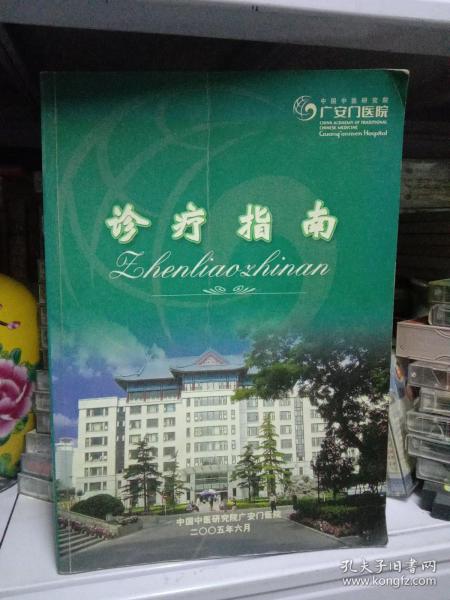 中国中医研究院
广安门医院
CHINA ACADEMY OF TRADITIONAL
CHINESE MEDICINE
Guang'anmen Hospital
诊疗指南
Zhenliaozhinan
中国中医研究院广安门医院
二〇〇五年六月
孔夫子旧书网
www.kongfz.com